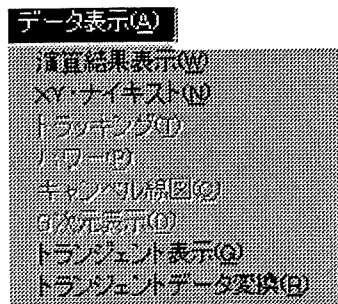 データ表示(A)
演算結果表示(W)
XY・ナイキスト(N)
トラッキング(T)
パワー(P)
キャンベル線図(C)
3次元表示(O)
トランジェント表示(G)
トランジェントデータ変換(R)